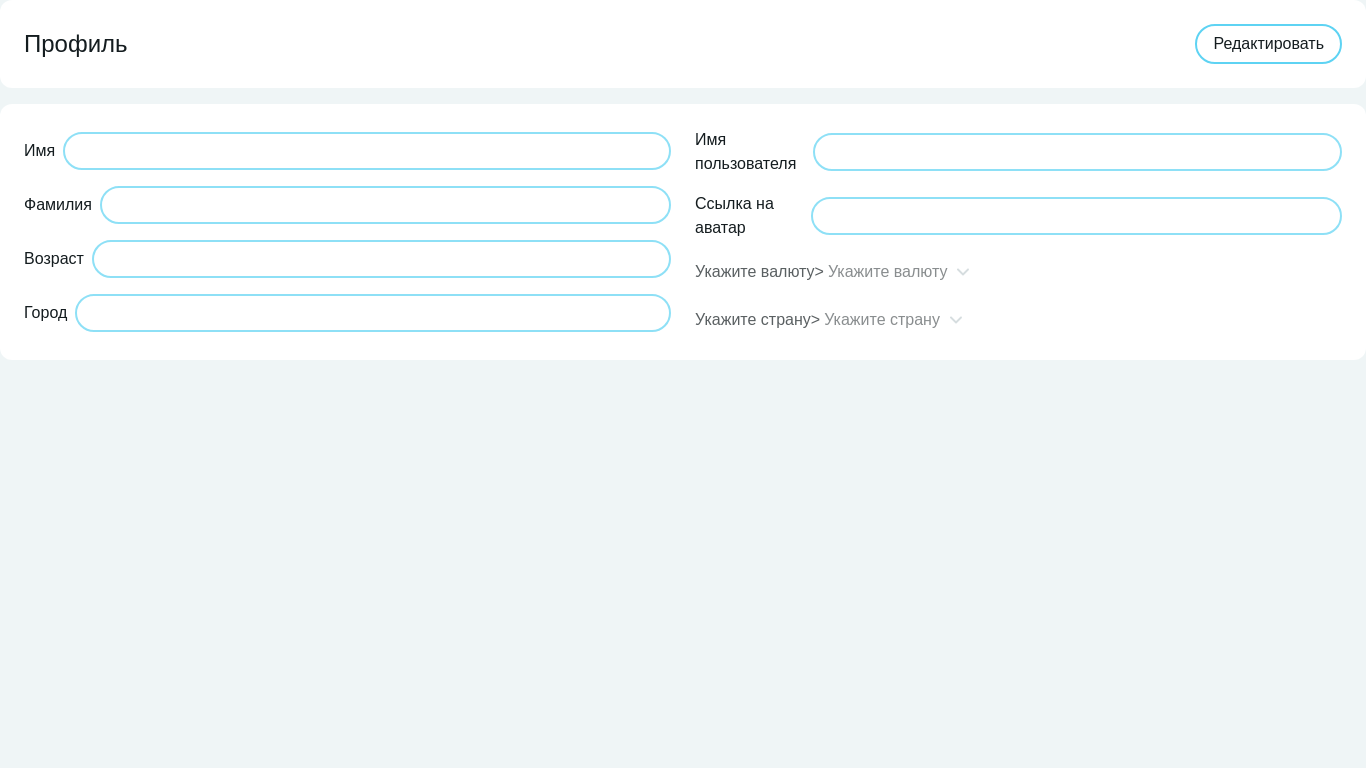 Профиль
Редактировать
Имя
Фамилия
Возраст
Город
Имя
пользователя
Ссылка на
аватар
Укажите валюту> Укажите валюту
Укажите страну> Укажите страну